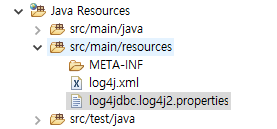 Java Resources
src/main/java
src/main/resources
META-INF
log4j.xml
log4jdbc.log4j2.properties
src/test/java